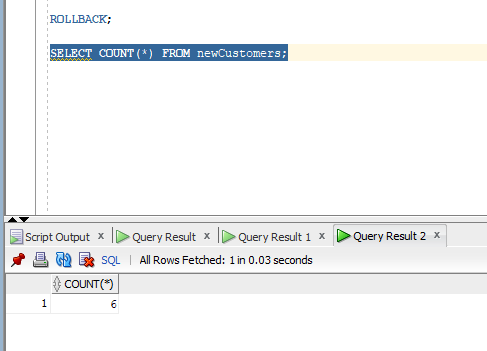 ROLLBACK;
SELECT COUNT(*) FROM newCustomers;
Script Output x Query Result x Query Result 1 x Query Result 2 x
SQL | All Rows Fetched: 1 in 0.03 seconds
COUNT(*)
1 6